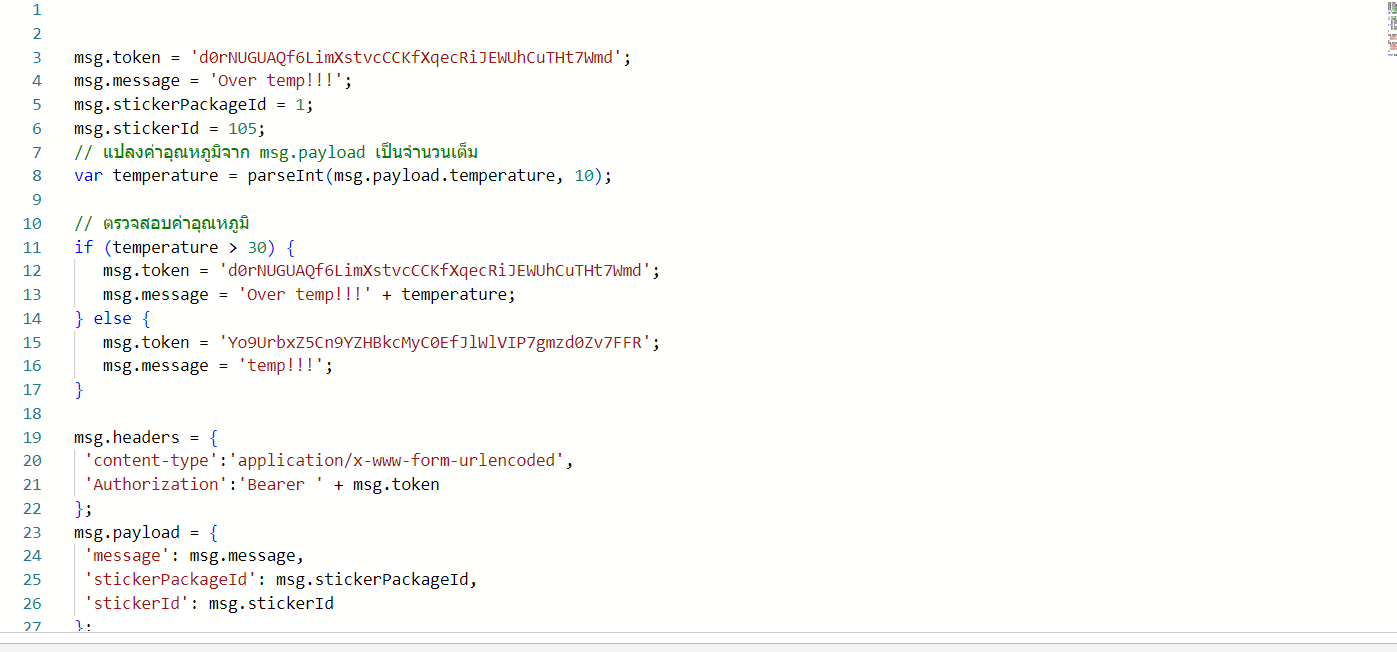 1
2
3 msg.token = 'd0rNUGUAQf6LimXstvcCCKfXqecRiJEWUhCuTHt7Wmd';
4 msg.message = 'Over temp!!!';
5 msg.stickerPackageId = 1;
6 msg.stickerId = 105;
7 // แปลงค่าอุณหภูมิจาก msg.payload เป็นจำนวนเต็ม
8 var temperature = parseInt(msg.payload.temperature, 10);
9
10 // ตรวจสอบค่าอุณหภูมิ
11 if (temperature > 30) {
12 msg.token = 'd0rNUGUAQf6LimXstvcCCKfXqecRiJEWUhCuTHt7Wmd';
13 msg.message = 'Over temp!!!' + temperature;
14 } else {
15 msg.token = 'Yo9UrbxZ5Cn9YZHBkcMyC0EfJlWlVIP7gmzd0Zv7FFR';
16 msg.message = 'temp!!!';
17 }
18
19 msg.headers = {
20 'content-type':'application/x-www-form-urlencoded',
21 'Authorization':'Bearer ' + msg.token
22 };
23 msg.payload = {
24 'message': msg.message,
25 'stickerPackageId': msg.stickerPackageId,
26 'stickerId': msg.stickerId
27 };